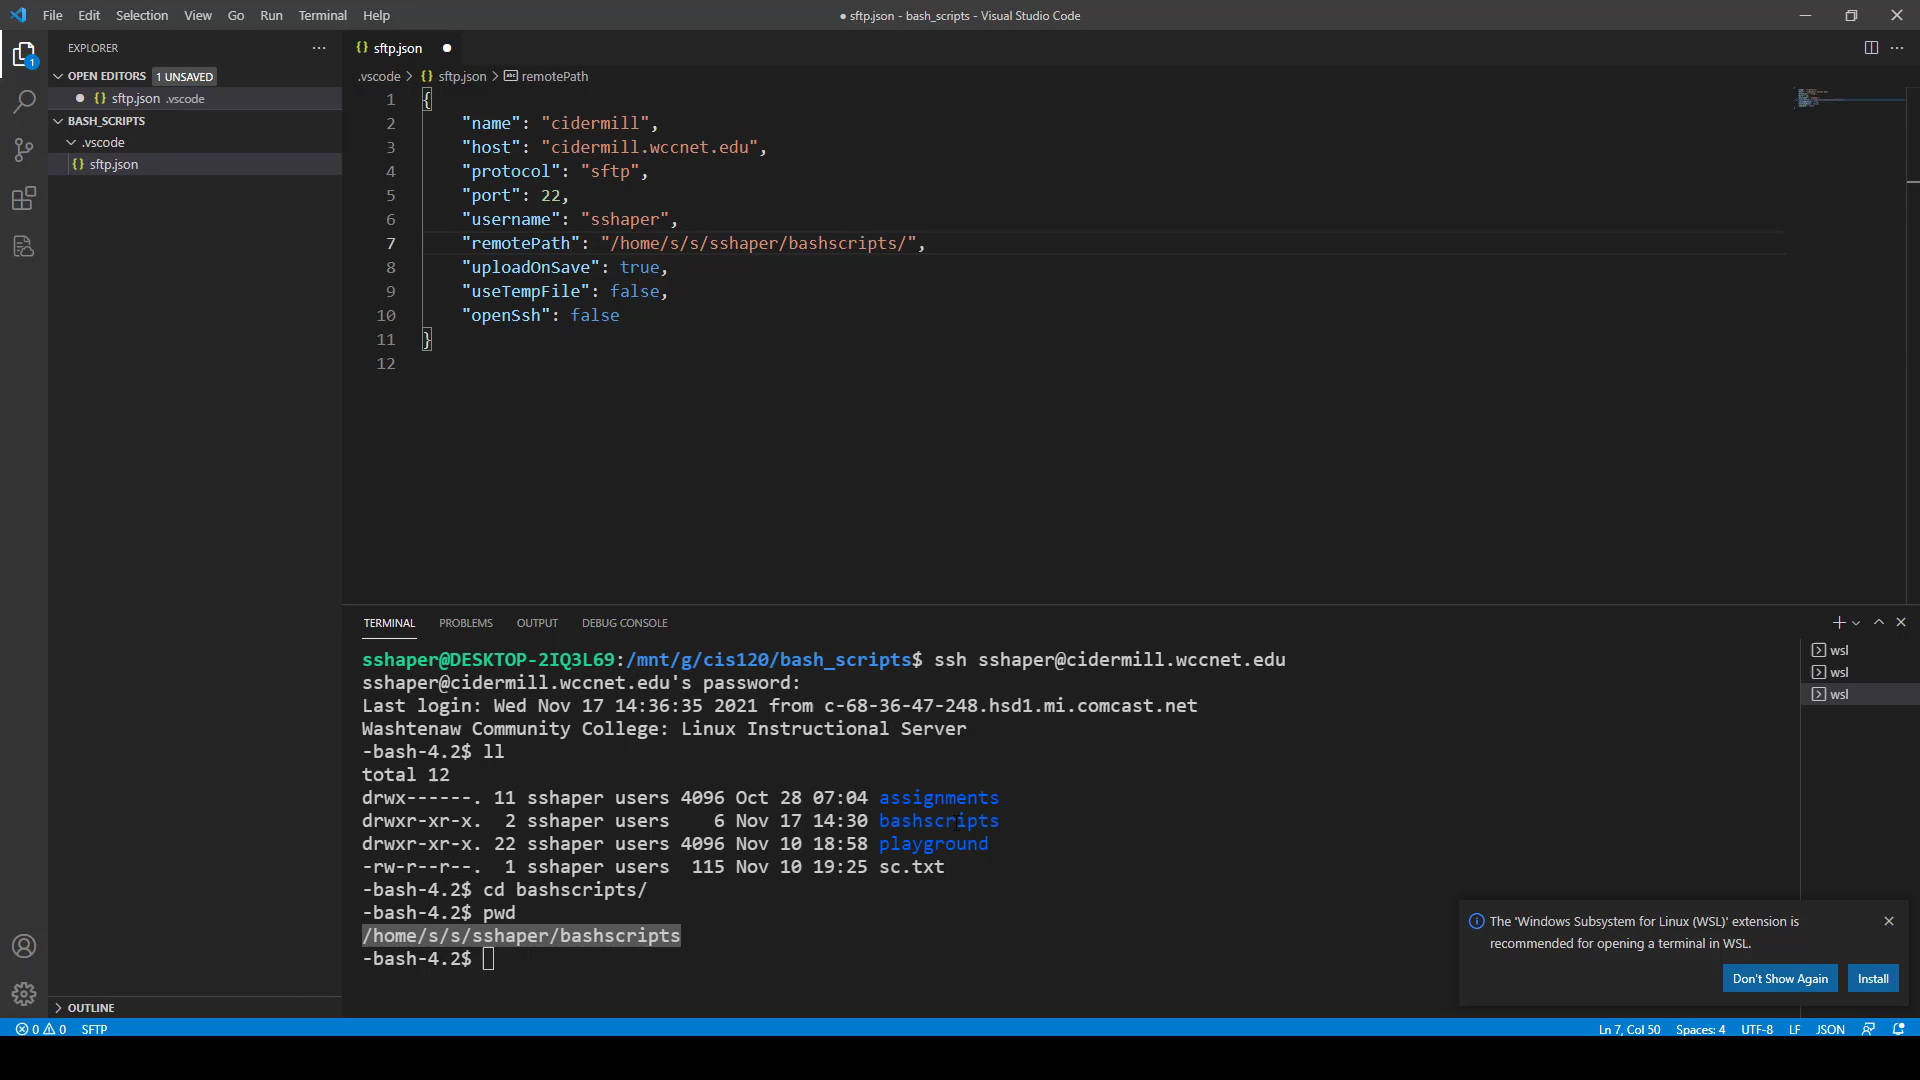 File Edit Selection View Go Run Terminal Help
● sftp.json - bash_scripts - Visual Studio Code
EXPLORER
OPEN EDITORS 1 UNSAVED
{} sftp.json .vscode
BASH_SCRIPTS
.vscode
{} sftp.json
OUTLINE
1
{} sftp.json
.vscode > {} sftp.json > abc remotePath
1 {
2 "name": "cidermill",
3 "host": "cidermill.wccnet.edu",
4 "protocol": "sftp",
5 "port": 22,
6 "username": "sshaper",
7 "remotePath": "/home/s/s/sshaper/bashscripts/",
8 "uploadOnSave": true,
9 "useTempFile": false,
10 "openSsh": false
11 }
12
TERMINAL PROBLEMS OUTPUT DEBUG CONSOLE
sshaper@DESKTOP-2IQ3L69:/mnt/g/cis120/bash_scripts$ ssh sshaper@cidermill.wccnet.edu
sshaper@cidermill.wccnet.edu's password:
Last login: Wed Nov 17 14:36:35 2021 from c-68-36-47-248.hsd1.mi.comcast.net
Washtenaw Community College: Linux Instructional Server
-bash-4.2$ ll
total 12
drwx------. 11 sshaper users 4096 Oct 28 07:04 assignments
drwxr-xr-x. 2 sshaper users 6 Nov 17 14:30 bashscripts
drwxr-xr-x. 22 sshaper users 4096 Nov 10 18:58 playground
-rw-r--r--. 1 sshaper users 115 Nov 10 19:25 sc.txt
-bash-4.2$ cd bashscripts/
-bash-4.2$ pwd
/home/s/s/sshaper/bashscripts
-bash-4.2$
wsl
wsl
wsl
The 'Windows Subsystem for Linux (WSL)' extension is
recommended for opening a terminal in WSL.
Don't Show Again Install
0 0 SFTP
Ln 7, Col 50 Spaces: 4 UTF-8 LF JSON